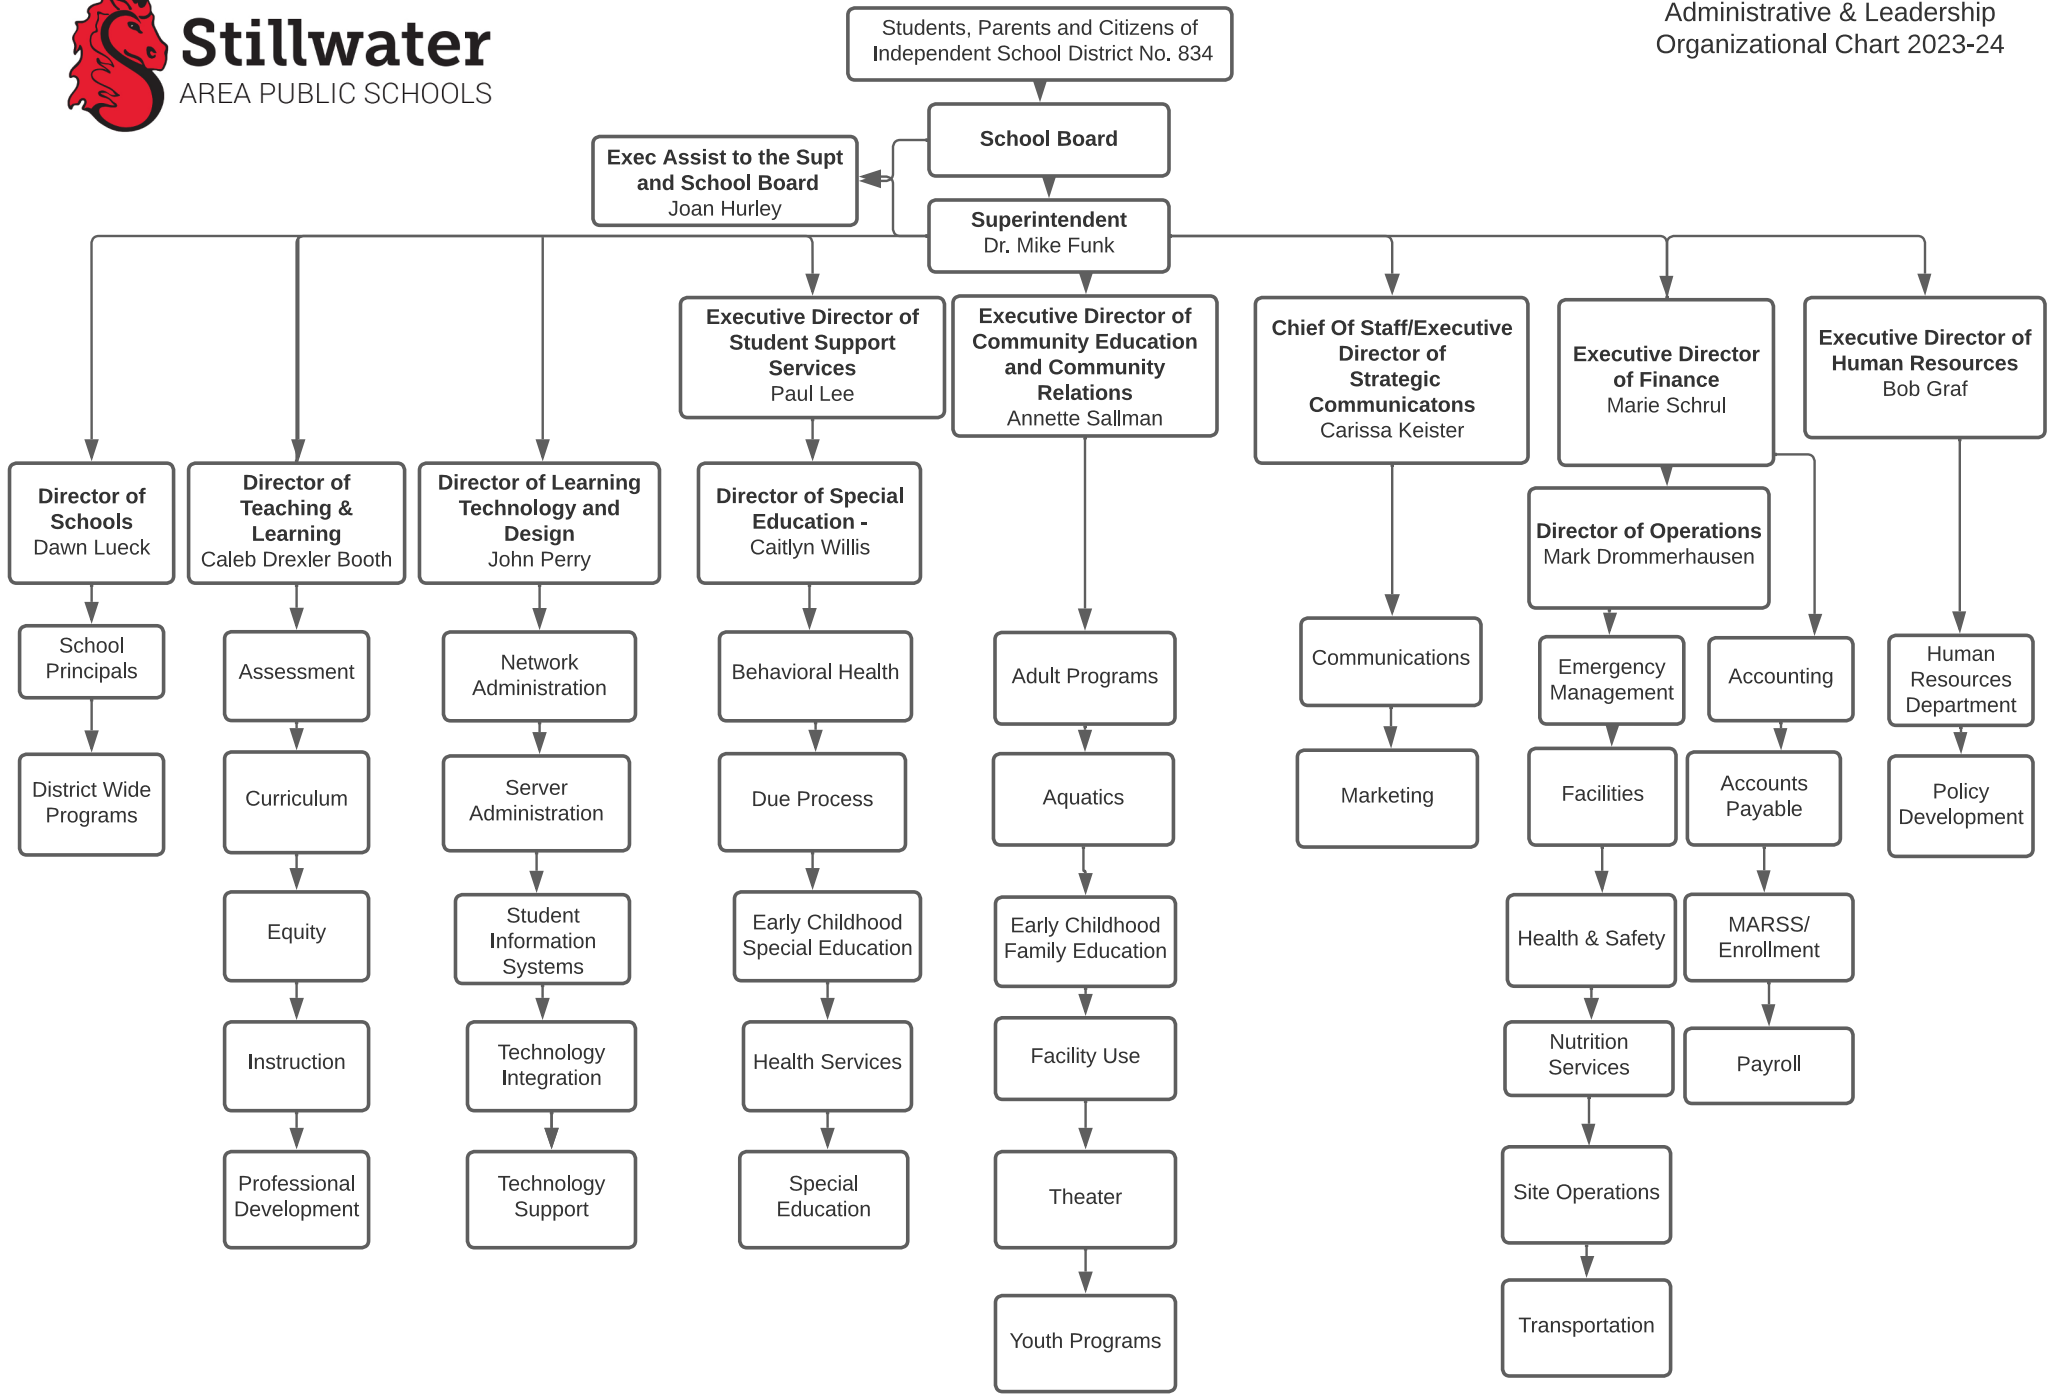 Stillwater
AREA PUBLIC SCHOOLS
Administrative & Leadership
Organizational Chart 2023-24
Students, Parents and Citizens of
Independent School District No. 834
School Board
Exec Assist to the Supt
and School Board
Joan Hurley
Superintendent
Dr. Mike Funk
Executive Director of
Student Support
Services
Paul Lee
Executive Director of
Community Education
and Community
Relations
Annette Sallman
Chief Of Staff/Executive
Director of
Strategic
Communicatons
Carissa Keister
Executive Director
of Finance
Marie Schrul
Executive Director of
Human Resources
Bob Graf
Director of
Schools
Dawn Lueck
Director of
Teaching &
Learning
Caleb Drexler Booth
Director of Learning
Technology and
Design
John Perry
Director of Special
Education -
Caitlyn Willis
Director of Operations
Mark Drommerhausen
School
Principals
District Wide
Programs
Assessment
Curriculum
Equity
Instruction
Professional
Development
Network
Administration
Server
Administration
Student
Information
Systems
Technology
Integration
Technology
Support
Behavioral Health
Due Process
Early Childhood
Special Education
Health Services
Special
Education
Adult Programs
Aquatics
Early Childhood
Family Education
Facility Use
Theater
Youth Programs
Communications
Marketing
Emergency
Management
Facilities
Health & Safety
Nutrition
Services
Site Operations
Transportation
Accounting
Accounts
Payable
MARSS/
Enrollment
Payroll
Human
Resources
Department
Policy
Development